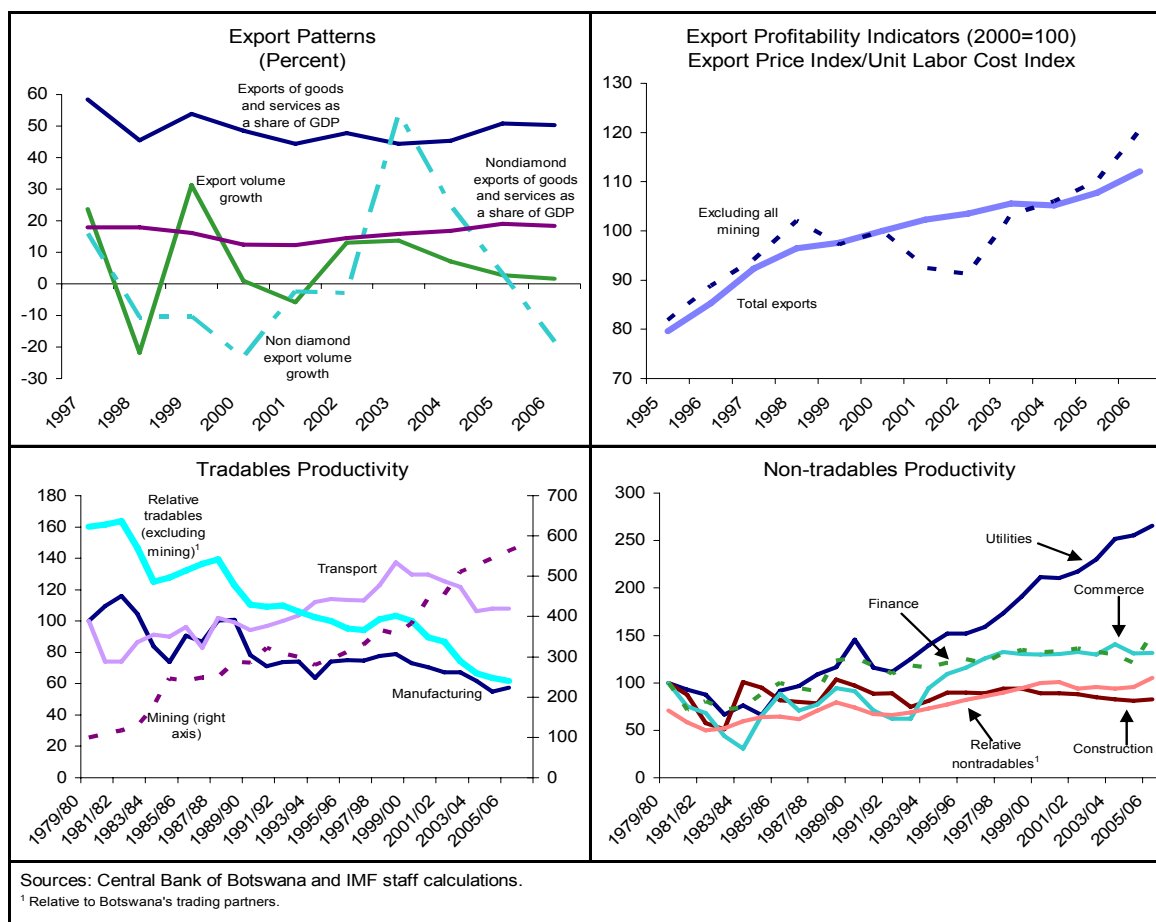 Export Patterns
(Percent)
60
50
40
30
20
10
0
-10
-20
-30
Exports of goods
and services as
a share of GDP
Export volume
growth
Nondiamond
exports of goods
and services as
a share of GDP
Non diamond
export volume
growth
1997
1998
1999
2000
2001
2002
2003
2004
2005
2006
Export Profitability Indicators (2000=100)
Export Price Index/Unit Labor Cost Index
130
120
110
100
90
80
70
Excluding all
mining
Total exports
1995
1996
1997
1998
1999
2000
2001
2002
2003
2004
2005
2006
Tradables Productivity
180
160
140
120
100
80
60
40
20
0
Relative
tradables
(excluding
mining)1
Transport
Manufacturing
Mining (right
axis)
700
600
500
400
300
200
100
0
1979/80
1981/82
1983/84
1985/86
1987/88
1989/90
1991/92
1993/94
1995/96
1997/98
1999/00
2001/02
2003/04
2005/06
Non-tradables Productivity
300
250
200
150
100
50
0
Utilities
Commerce
Finance
Relative
nontradables1
Construction
1979/80
1981/82
1983/84
1985/86
1987/88
1989/90
1991/92
1993/94
1995/96
1997/98
1999/00
2001/02
2003/04
2005/06
Sources: Central Bank of Botswana and IMF staff calculations.
1 Relative to Botswana's trading partners.